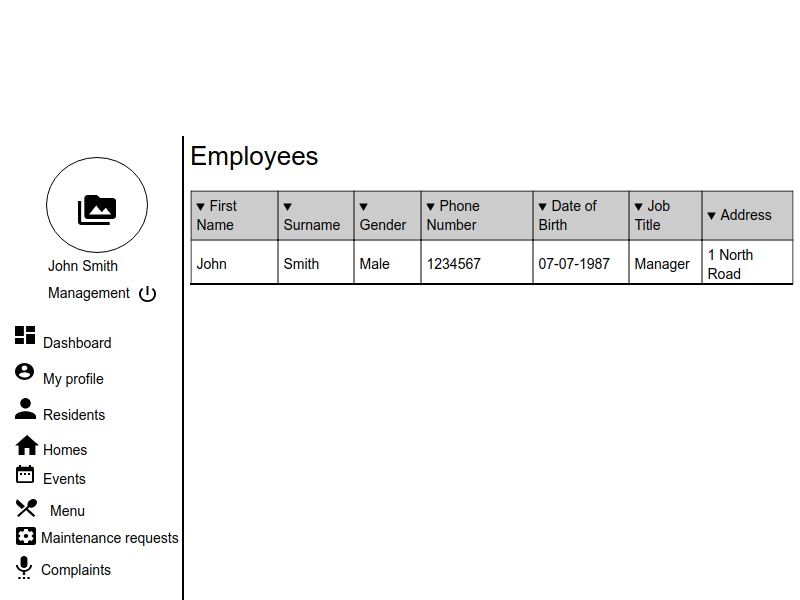 Employees
John Smith
Management
Dashboard
My profile
Residents
Homes
Events
Menu
Maintenance requests
Complaints
▼ First Name
▼ Surname
▼ Gender
▼ Phone Number
▼ Date of Birth
▼ Job Title
▼ Address
John
Smith
Male
1234567
07-07-1987
Manager
1 North Road